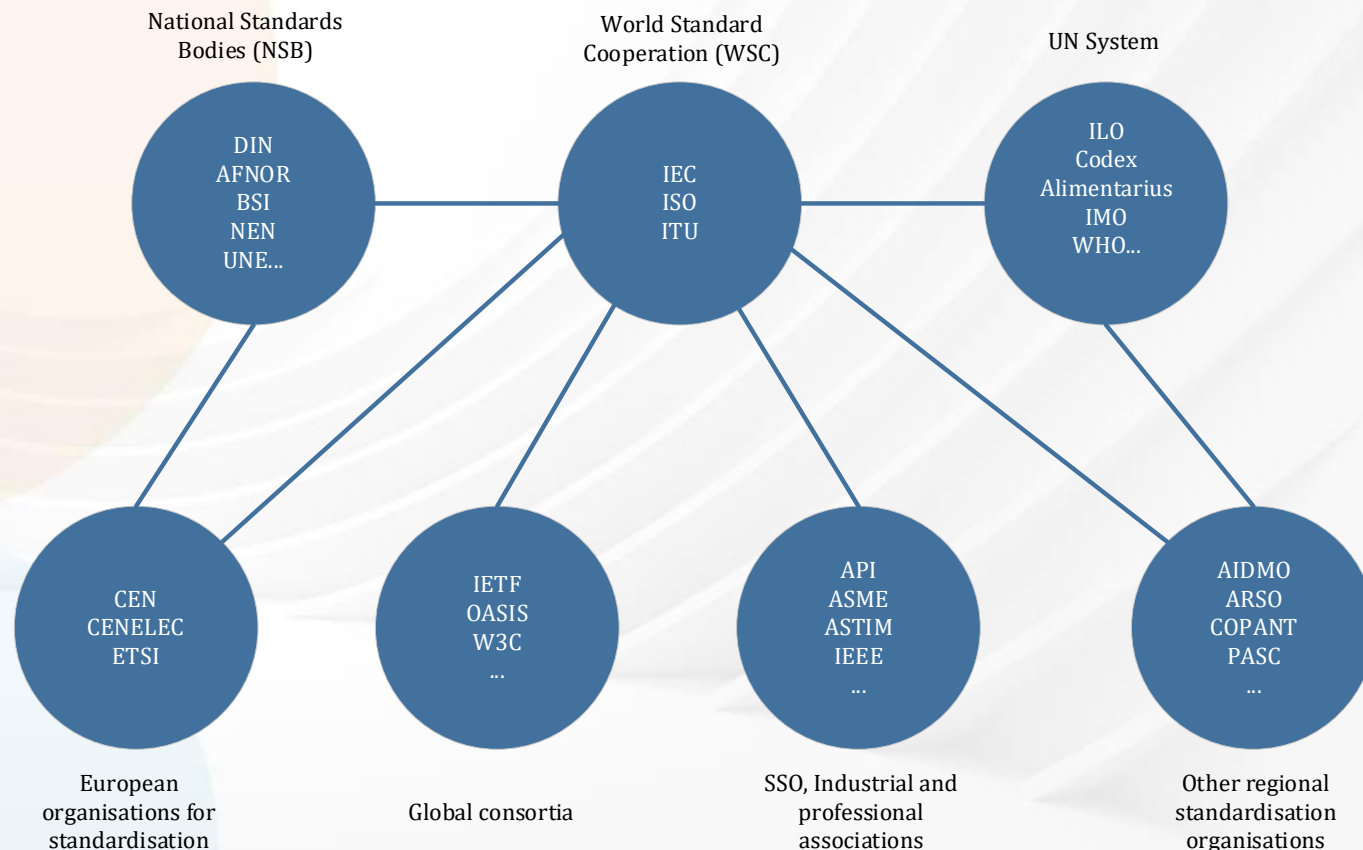 National Standards
Bodies (NSB)
World Standard
Cooperation (WSC)
UN System
DIN
AFNOR
BSI
NEN
UNE...
IEC
ISO
ITU
ILO
Codex
Alimentarius
IMO
WHO...
CEN
CENELEC
ETSI
IETF
OASIS
W3C
...
API
ASME
ASTIM
IEEE
...
AIDMO
ARSO
COPANT
PASC
...
European
organisations for
standardisation
Global consortia
SSO, Industrial and
professional
associations
Other regional
standardisation
organisations